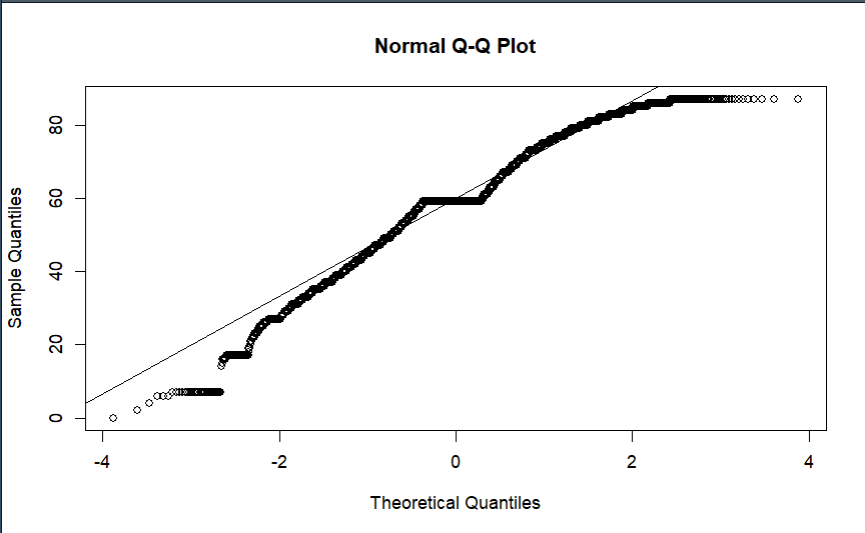 Normal Q-Q Plot
Sample Quantiles
80
60
40
20
0
-4 -2 0 2 4
Theoretical Quantiles